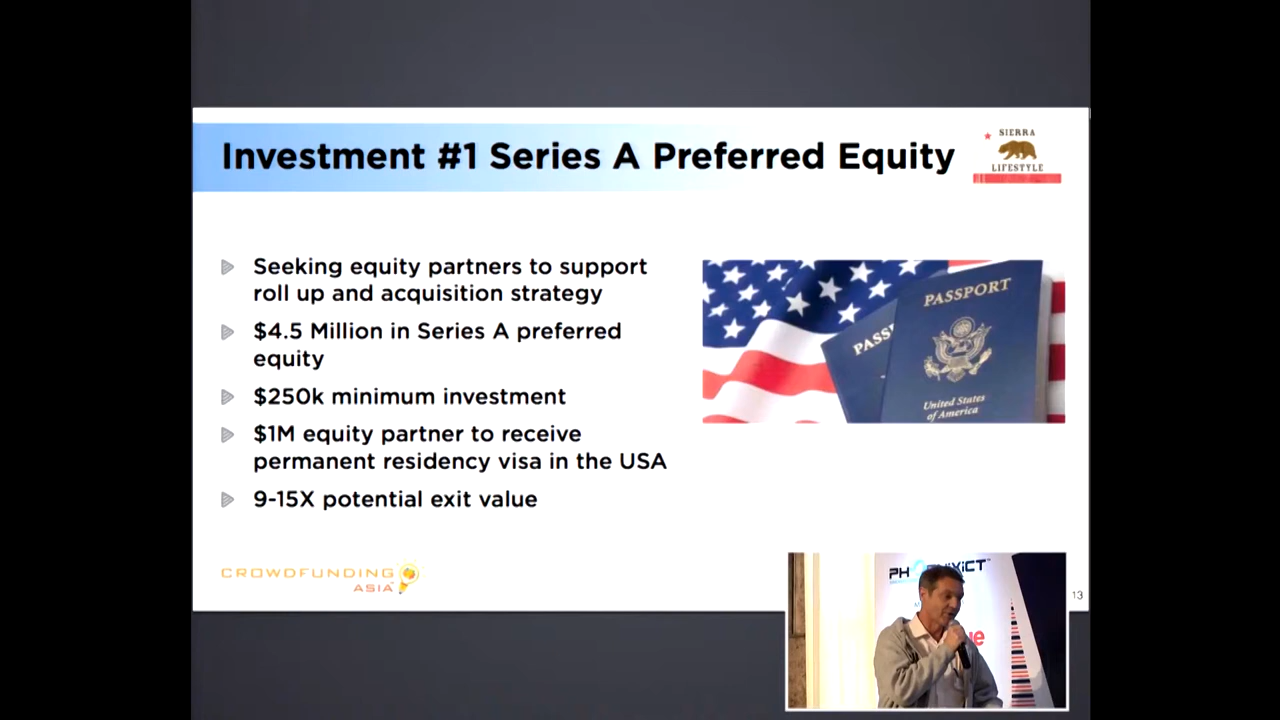 Investment #1 Series A Preferred Equity
SIERRA
LIFESTYLE
Seeking equity partners to support
roll up and acquisition strategy
$4.5 Million in Series A preferred
equity
$250k minimum investment
$1M equity partner to receive
permanent residency visa in the USA
9-15X potential exit value
PASSPORT
United States
of America
CROWDFUNDING
ASIA
13